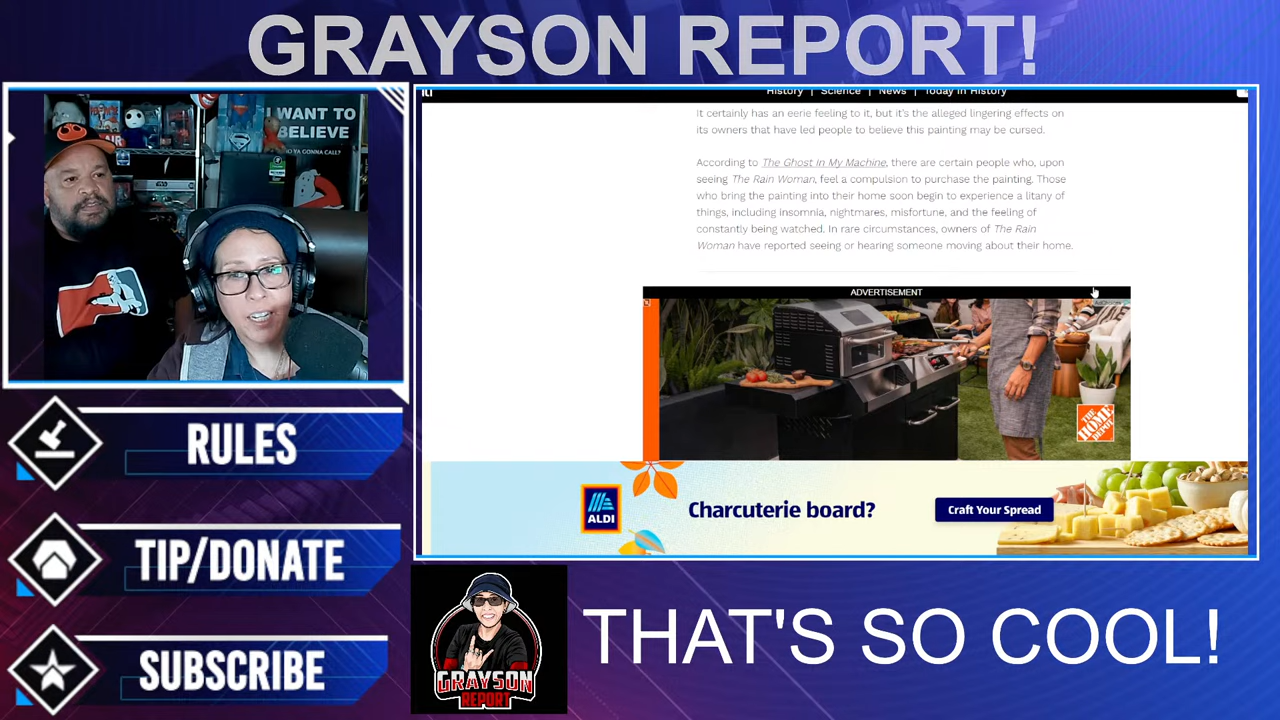 GRAYSON REPORT!
I WANT TO
BELIEVE
YA GONNA CALL?
RULES
TIP/DONATE
SUBSCRIBE
History | Science | News | Today In History
It certainly has an eerie feeling to it, but it's the alleged lingering effects on
its owners that have led people to believe this painting may be cursed.
According to The Ghost In My Machine, there are certain people who, upon
seeing The Rain Woman, feel a compulsion to purchase the painting. Those
who bring the painting into their home soon begin to experience a litany of
things, including insomnia, nightmares, misfortune, and the feeling of
constantly being watched. In rare circumstances, owners of The Rain
Woman have reported seeing or hearing someone moving about their home.
ADVERTISEMENT
THE
HOME
DEPOT
ALDI
Charcuterie board?
Craft Your Spread
GRAYSON
REPORT
THAT'S SO COOL!